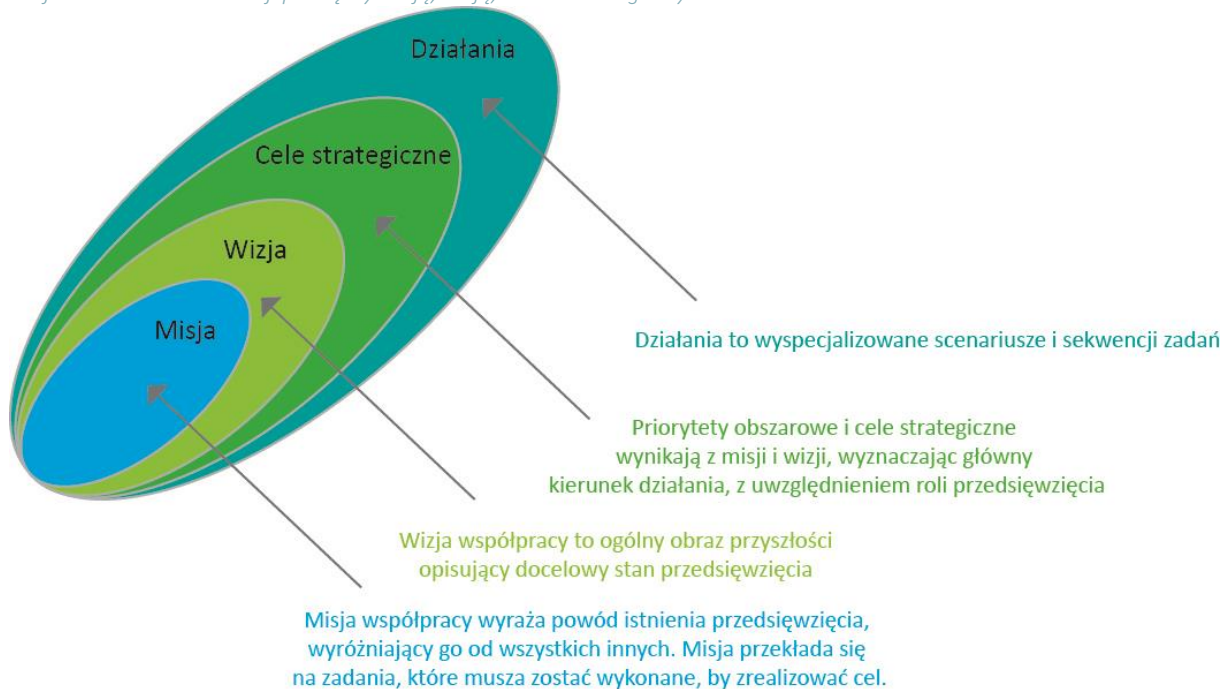 Działania
Cele strategiczne
Wizja
Misja
Działania to wyspecjalizowane scenariusze i sekwencji zadań
Priorytety obszarowe i cele strategiczne
wynikają z misji i wizji, wyznaczając główny
kierunek działania, z uwzględnieniem roli przedsięwzięcia
Wizja współpracy to ogólny obraz przyszłości
opisujący docelowy stan przedsięwzięcia
Misja współpracy wyraża powód istnienia przedsięwzięcia,
wyróżniający go od wszystkich innych. Misja przekłada się
na zadania, które musza zostać wykonane, by zrealizować cel.